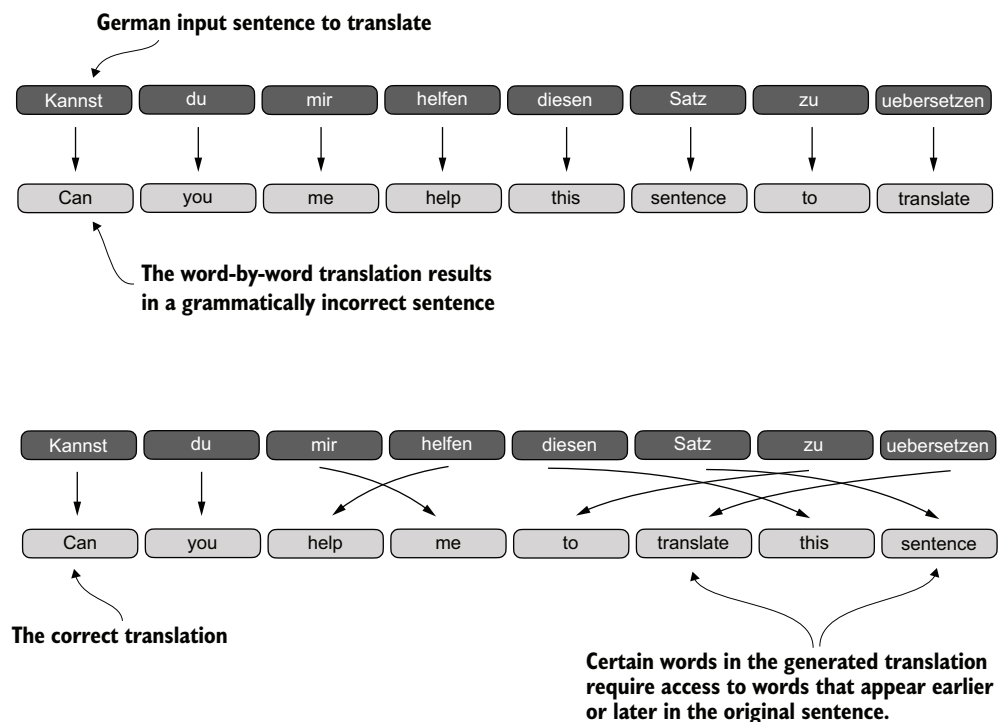 German input sentence to translate
Kannst du mir helfen diesen Satz zu uebersetzen
Can you me help this sentence to translate
The word-by-word translation results
in a grammatically incorrect sentence
Kannst du mir helfen diesen Satz zu uebersetzen
Can you help me to translate this sentence
The correct translation
Certain words in the generated translation
require access to words that appear earlier
or later in the original sentence.